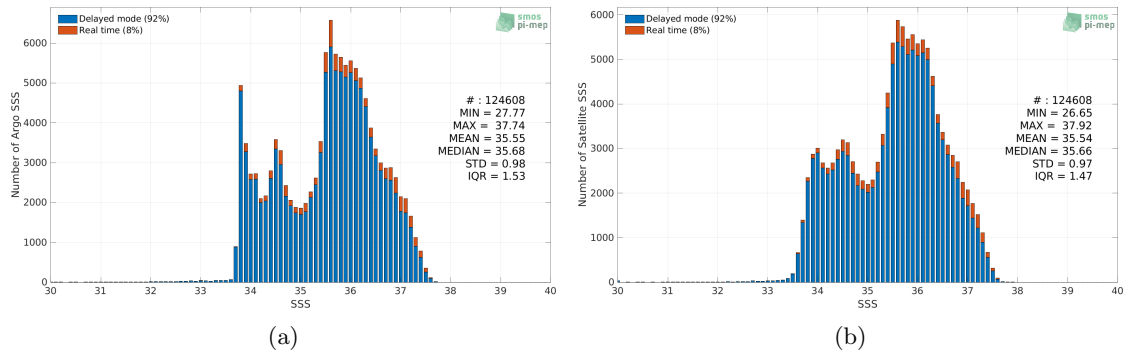 Delayed mode (92%)
Real time (8%)
smos
pi-mep
# : 124608
MIN = 27.77
MAX = 37.74
MEAN = 35.55
MEDIAN = 35.68
STD = 0.98
IQR = 1.53
Number of Argo SSS
6000
5000
4000
3000
2000
1000
0
30 31 32 33 34 35 36 37 38 39 40
SSS
(a)
Delayed mode (92%)
Real time (8%)
smos
pi-mep
# : 124608
MIN = 26.65
MAX = 37.92
MEAN = 35.54
MEDIAN = 35.66
STD = 0.97
IQR = 1.47
Number of Satellite SSS
6000
5000
4000
3000
2000
1000
0
30 31 32 33 34 35 36 37 38 39 40
SSS
(b)